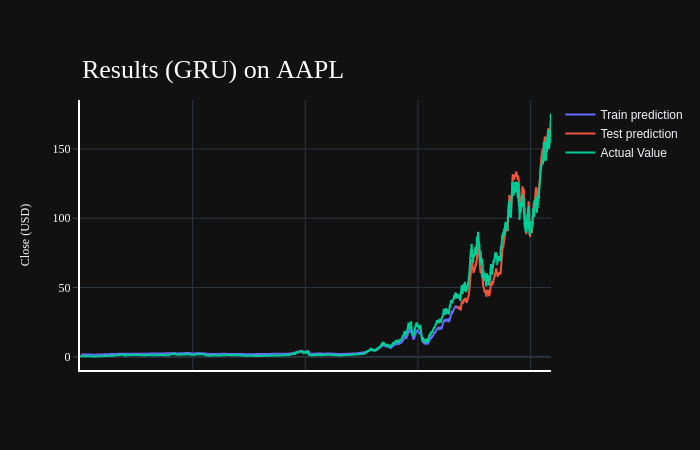 Results (GRU) on AAPL
Train prediction
Test prediction
Actual Value
Close (USD)
150
100
50
0